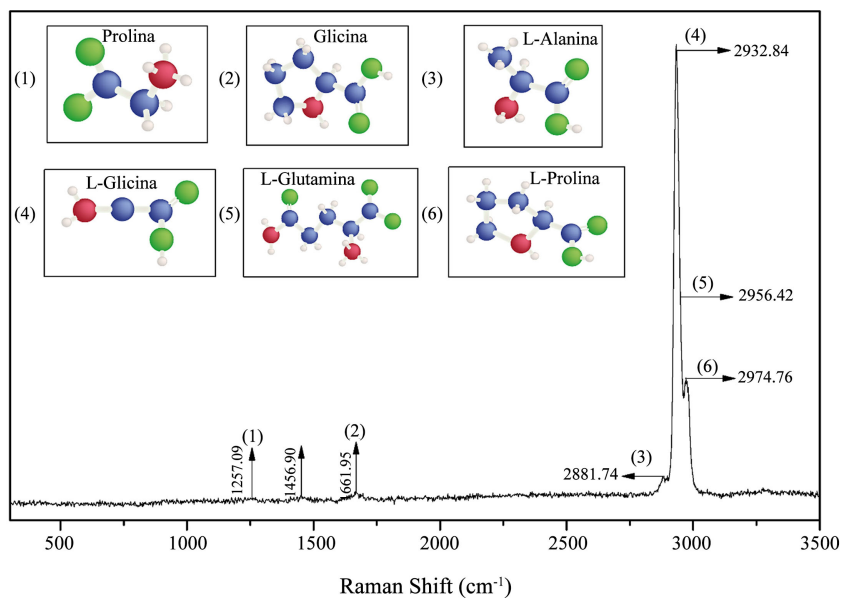 Prolina
(1)
Glicina
(2)
L-Alanina
(3)
L-Glicina
(4)
L-Glutamina
(5)
L-Prolina
(6)
(4)
2932.84
(5)
2956.42
(6)
2974.76
(3)
2881.74
(1)
1257.09
1456.90
(2)
661.95
500 1000 1500 2000 2500 3000 3500
Raman Shift (cm⁻¹)